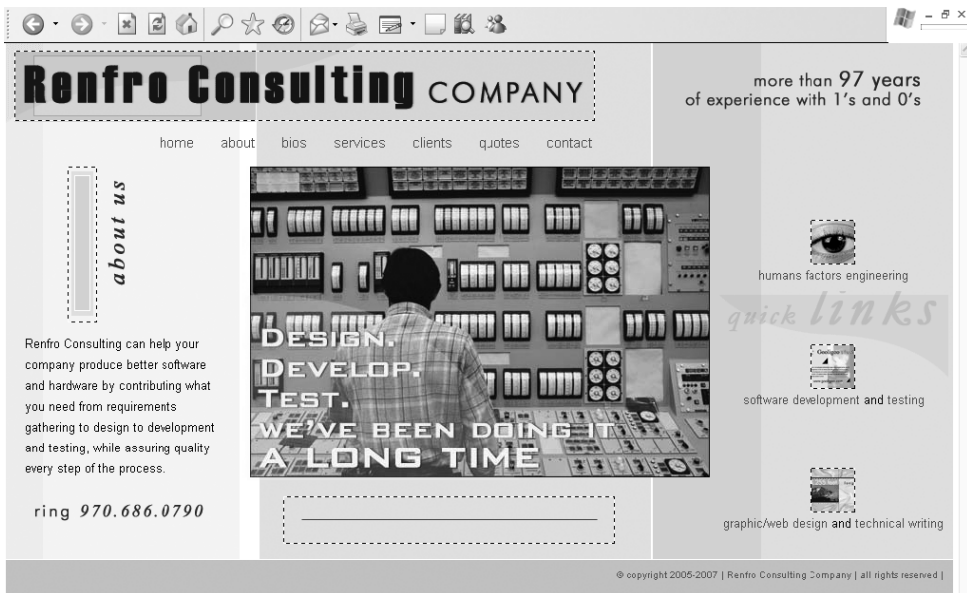 Renfro Consulting COMPANY
more than 97 years
of experience with 1's and 0's
home about bios services clients quotes contact
about us
Renfro Consulting can help your
company produce better software
and hardware by contributing what
you need from requirements
gathering to design to development
and testing, while assuring quality
every step of the process.
ring 970.686.0790
DESIGN.
DEVELOP.
TEST.
WE'VE BEEN DOING IT
A LONG TIME
humans factors engineering
quick links
software development and testing
graphic/web design and technical writing
© copyright 2005-2007 | Renfro Consulting Company | all rights reserved |